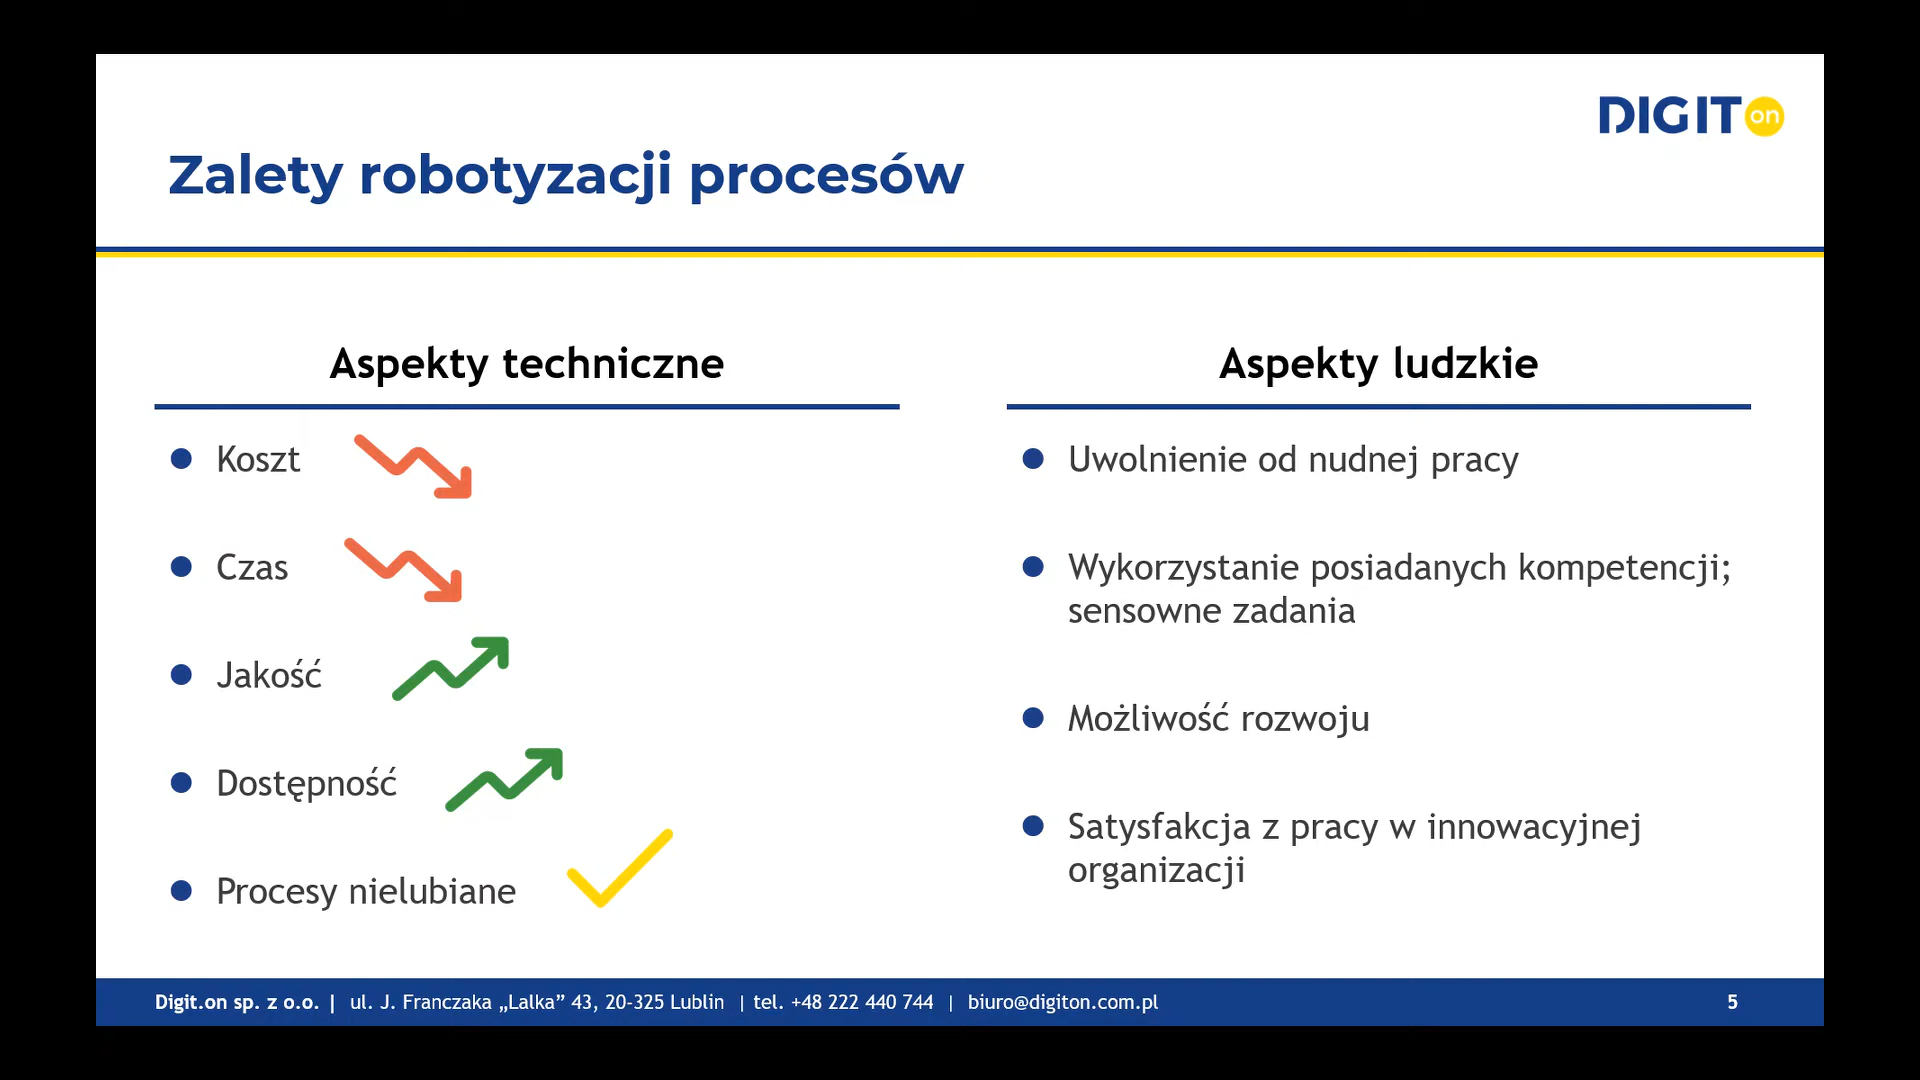 DIGITon
Zalety robotyzacji procesów
Aspekty techniczne
Koszt
Czas
Jakość
Dostępność
Procesy nielubiane
Aspekty ludzkie
Uwolnienie od nudnej pracy
Wykorzystanie posiadanych kompetencji;
sensowne zadania
Możliwość rozwoju
Satysfakcja z pracy w innowacyjnej
organizacji
Digit.on sp. z o.o. | ul. J. Franczaka „Lalka” 43, 20-325 Lublin | tel. +48 222 440 744 | biuro@digiton.com.pl 5